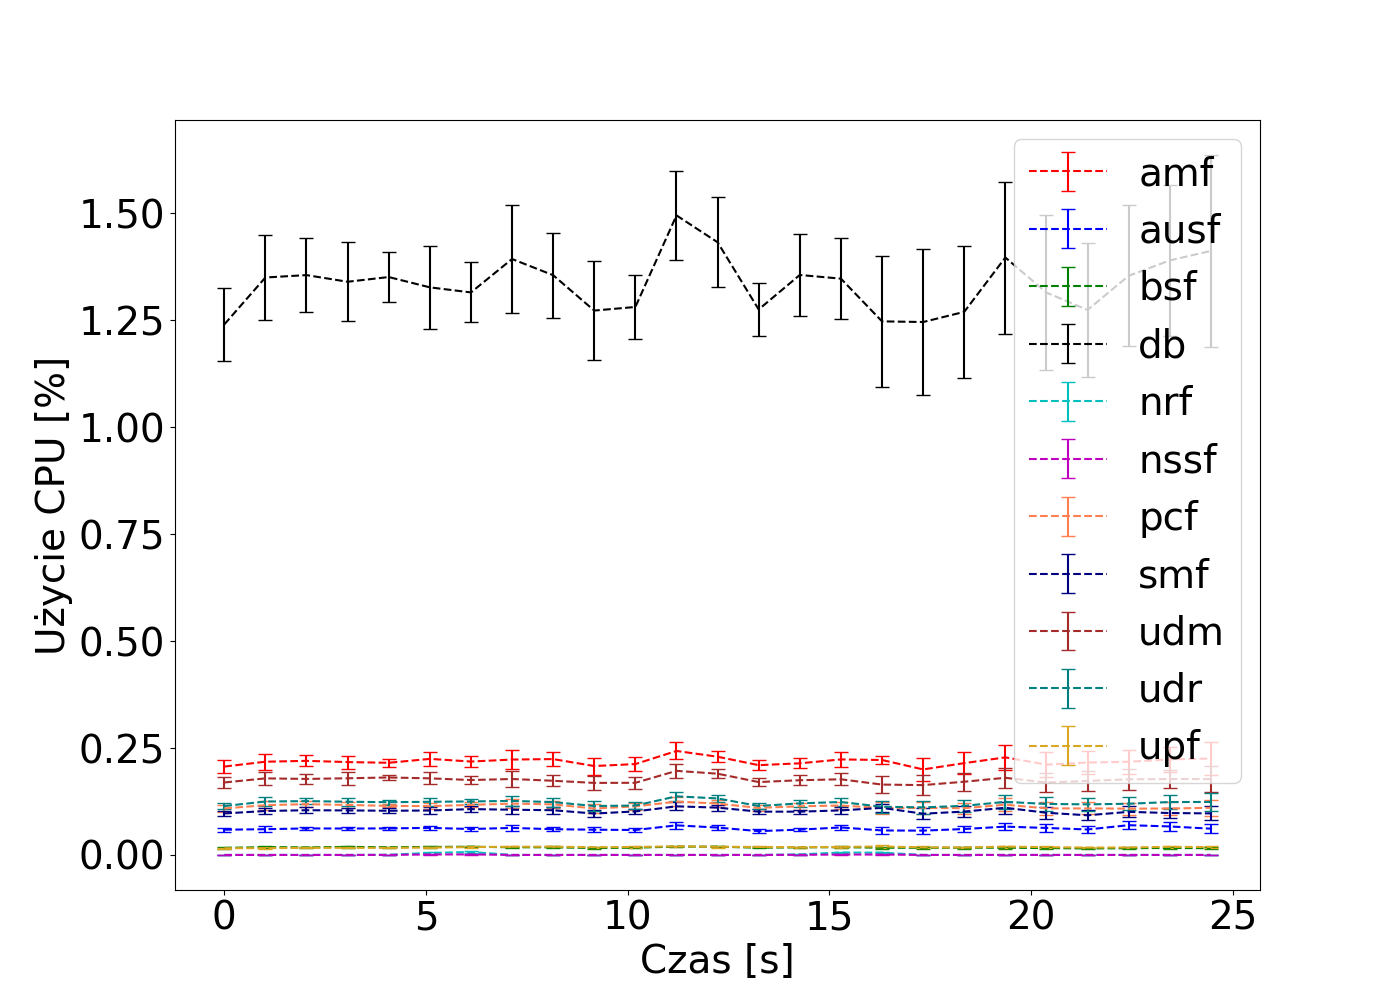 Użycie CPU [%]
1.50
1.25
1.00
0.75
0.50
0.25
0.00
0 5 10 15 20 25
Czas [s]
amf
ausf
bsf
db
nrf
nssf
pcf
smf
udm
udr
upf